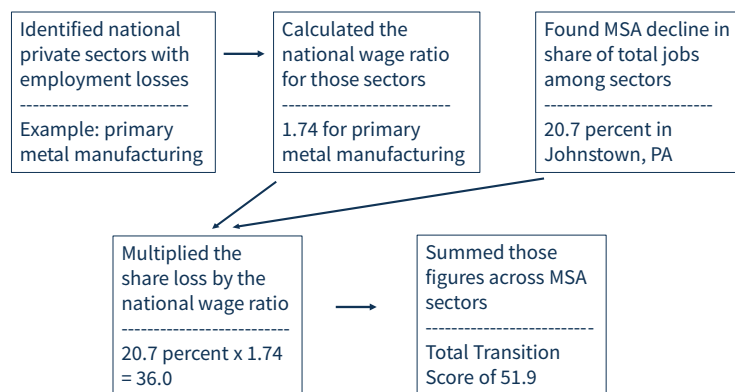 Identified national
private sectors with
employment losses
---------------------------
Example: primary
metal manufacturing
Calculated the
national wage ratio
for those sectors
---------------------------
1.74 for primary
metal manufacturing
Found MSA decline in
share of total jobs
among sectors
---------------------------
20.7 percent in
Johnstown, PA
Multiplied the
share loss by the
national wage ratio
---------------------------
20.7 percent x 1.74
= 36.0
Summed those
figures across MSA
sectors
--------------------------
Total Transition
Score of 51.9